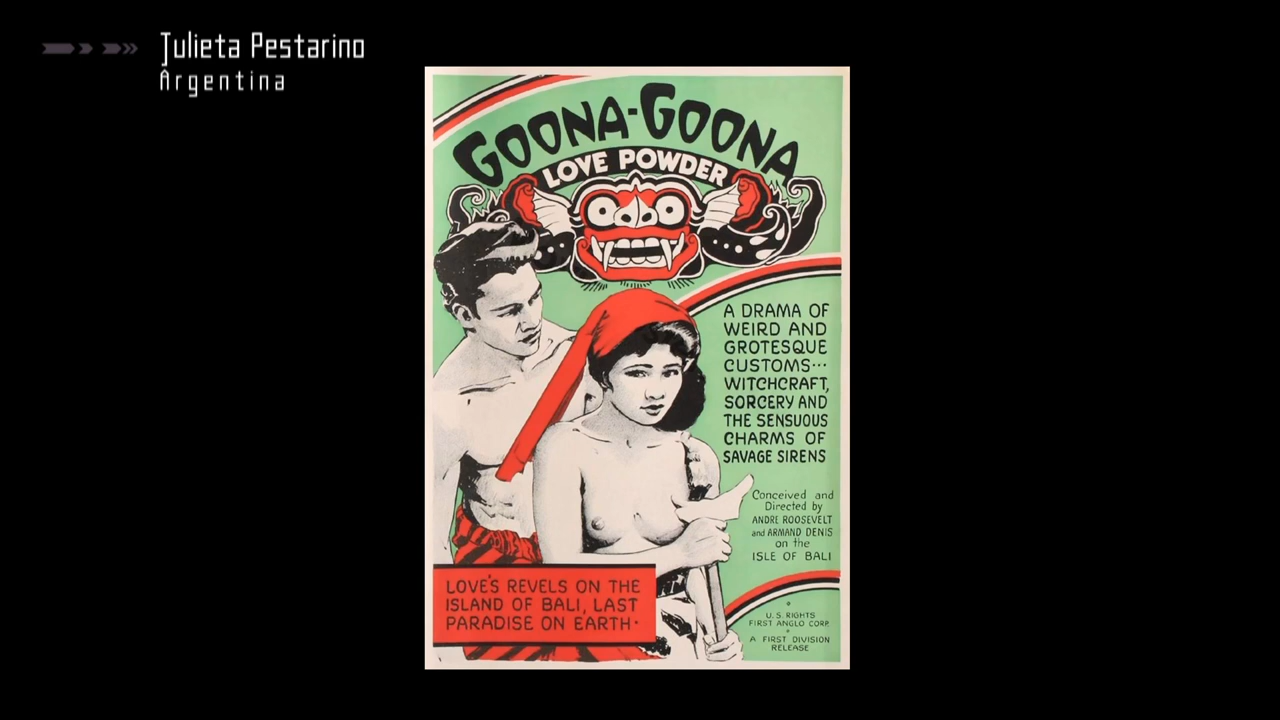 Julieta Pestarino
Argentina
GOONA-GOONA
LOVE POWDER
A DRAMA OF
WEIRD AND
GROTESQUE
CUSTOMS···
WITCHCRAFT,
SORCERY AND
THE SENSUOUS
CHARMS OF
SAVAGE SIRENS
Conceived and
Directed by
ANDRE ROOSEVELT
and ARMAND DENIS
on the
ISLE OF BALI
LOVE'S REVELS ON THE
ISLAND OF BALI, LAST
PARADISE ON EARTH·
U.S. RIGHTS
FIRST ANGLO CORP.
A FIRST DIVISION
RELEASE